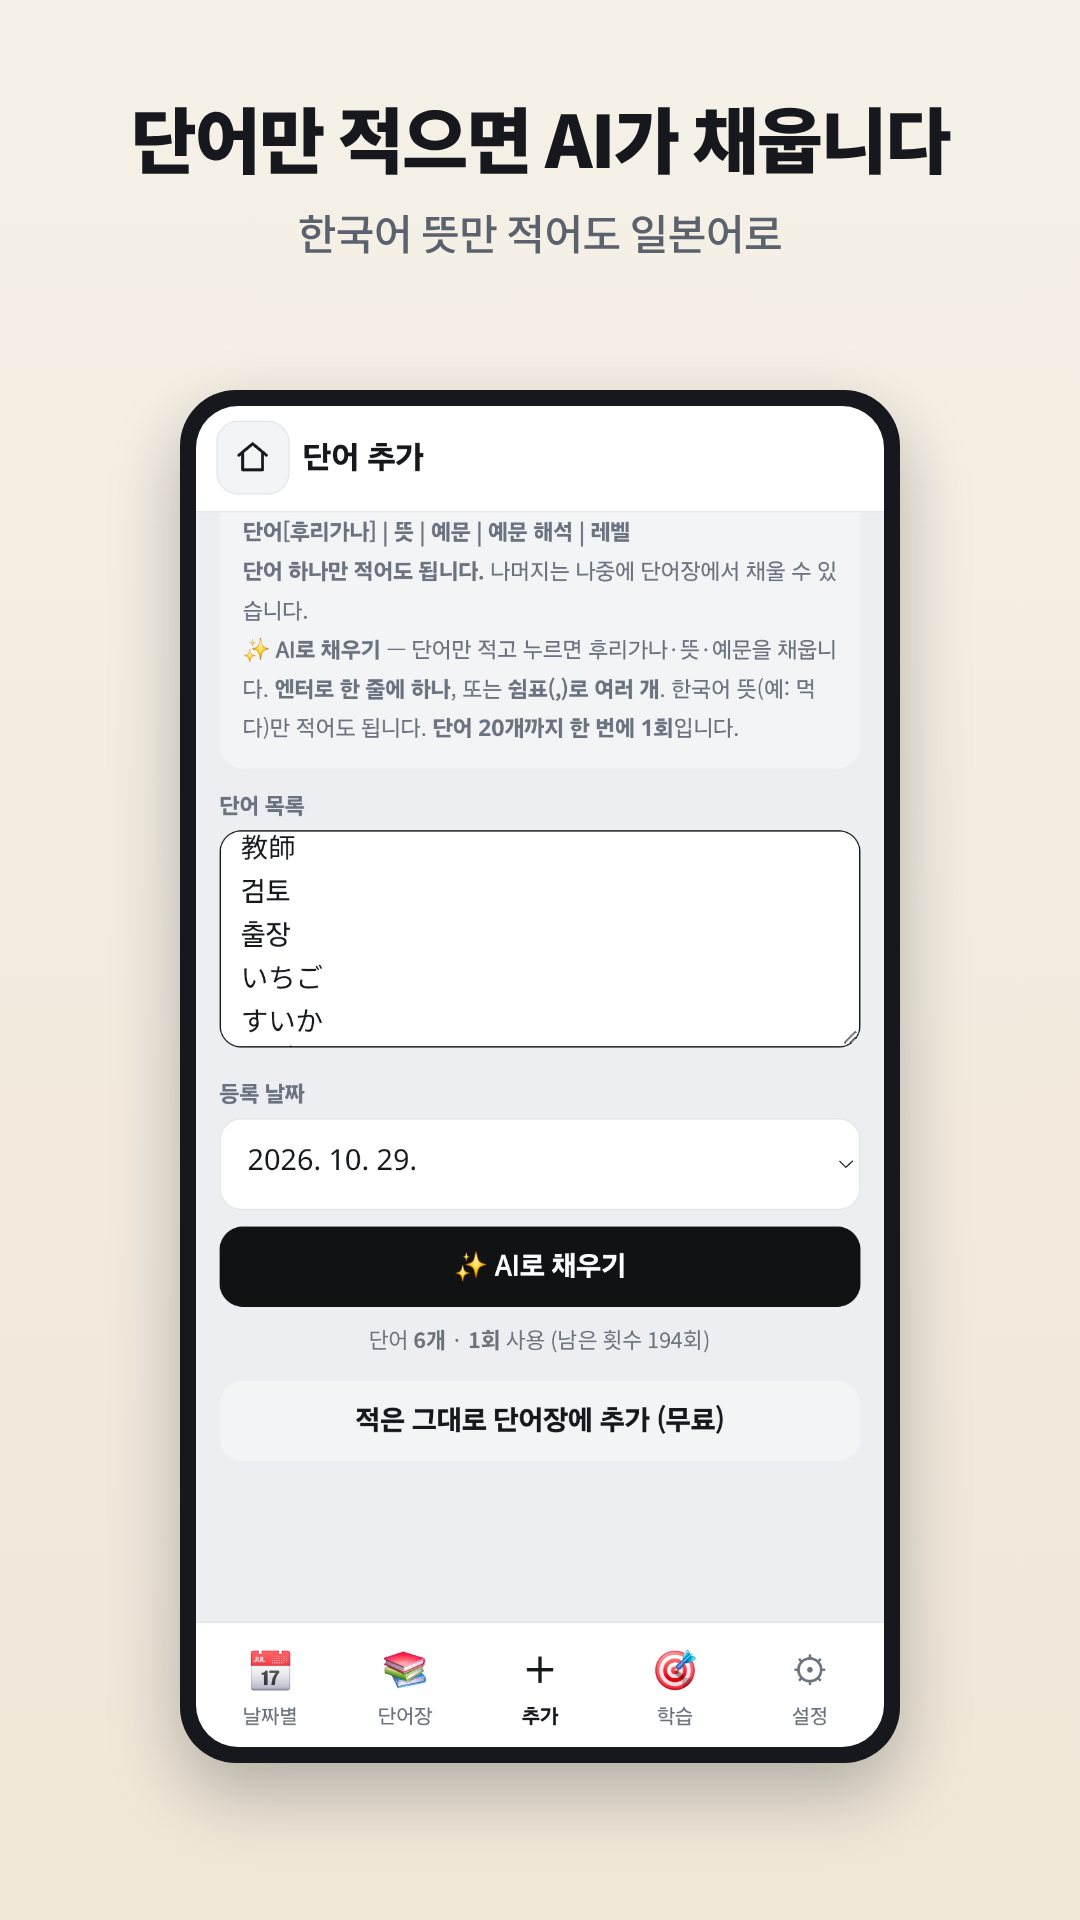 단어만 적으면 AI가 채웁니다
한국어 뜻만 적어도 일본어로
단어 추가
단어[후리가나] | 뜻 | 예문 | 예문 해석 | 레벨
단어 하나만 적어도 됩니다. 나머지는 나중에 단어장에서 채울 수 있
습니다.
✨ AI로 채우기 — 단어만 적고 누르면 후리가나·뜻·예문을 채웁니
다. 엔터로 한 줄에 하나, 또는 쉼표(,)로 여러 개. 한국어 뜻(예: 먹
다)만 적어도 됩니다. 단어 20개까지 한 번에 1회입니다.
단어 목록
教師
검토
출장
いちご
すいか
등록 날짜
2026. 10. 29.
✨ AI로 채우기
단어 6개 · 1회 사용 (남은 횟수 194회)
적은 그대로 단어장에 추가 (무료)
JUL
17
날짜별
단어장
추가
학습
설정